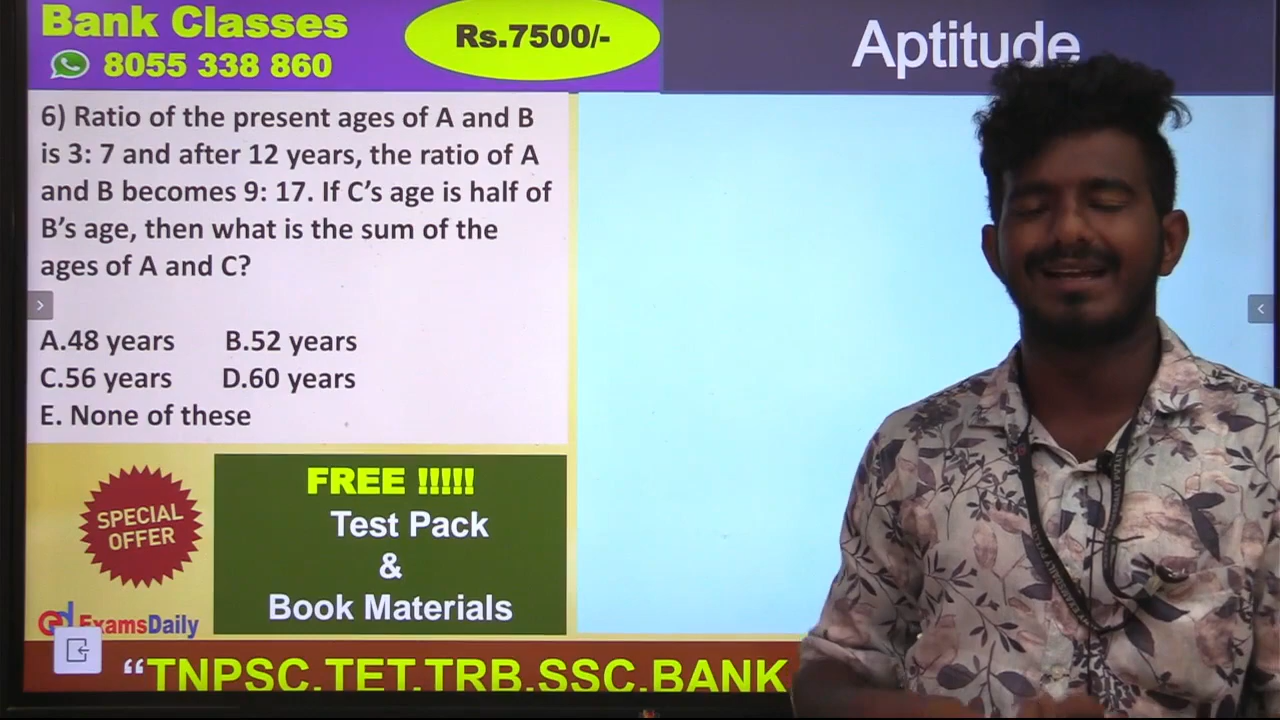 Bank Classes
8055 338 860
Rs.7500/-
Aptitude
6) Ratio of the present ages of A and B
is 3: 7 and after 12 years, the ratio of A
and B becomes 9: 17. If C’s age is half of
B’s age, then what is the sum of the
ages of A and C?
A.48 years B.52 years
C.56 years D.60 years
E. None of these
SPECIAL
OFFER
FREE !!!!!
Test Pack
&
Book Materials
ExamsDaily
“TNPSC,TET,TRB,SSC,BANK